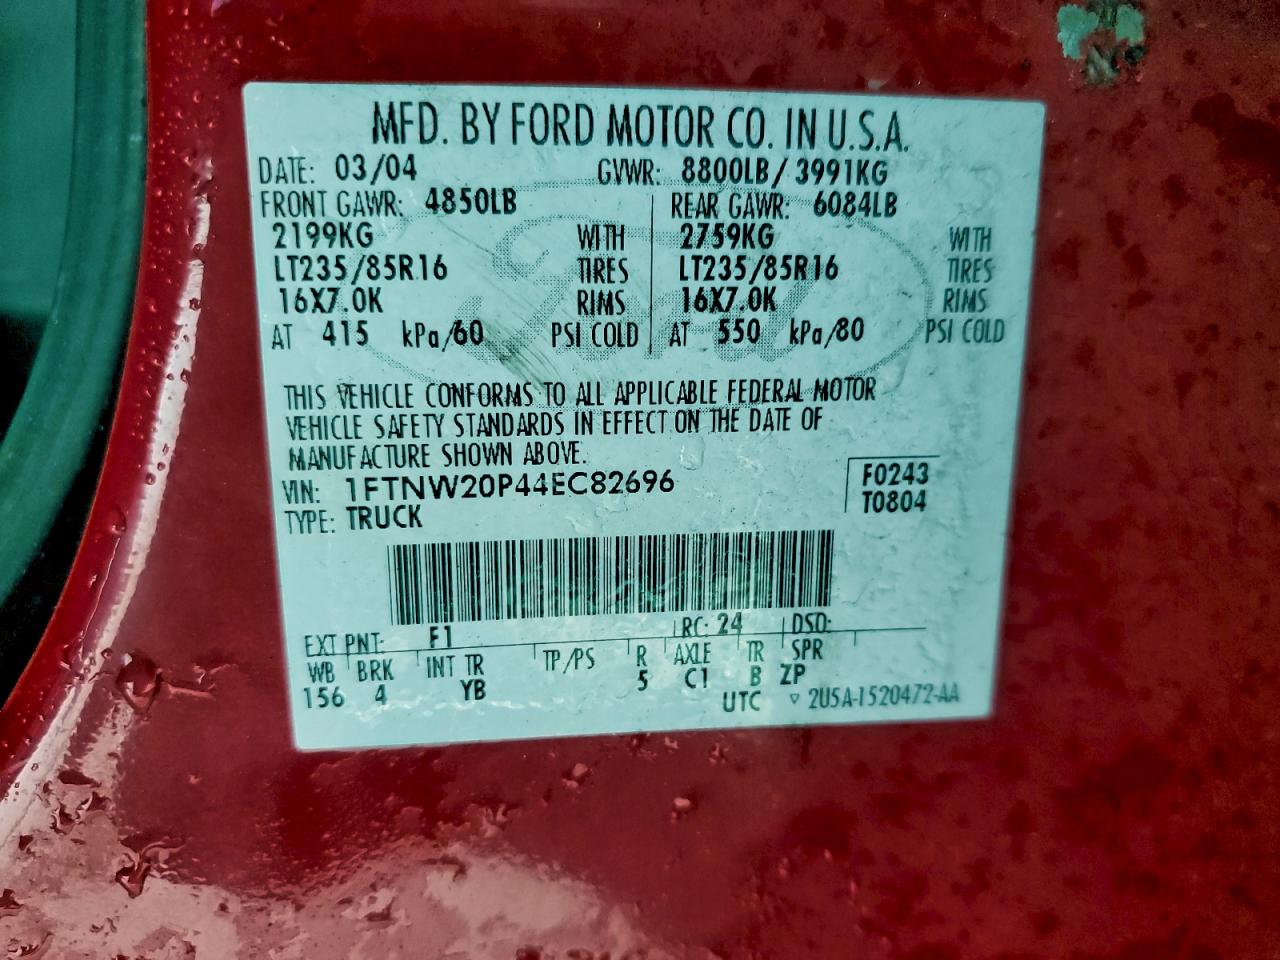 MFD. BY FORD MOTOR CO. IN U.S.A.
DATE: 03/04 GVWR: 8800LB / 3991KG
FRONT GAWR: 4850LB REAR GAWR: 6084LB
2199KG WITH 2759KG WITH
LT235/85R16 TIRES LT235/85R16 TIRES
16X7.0K RIMS 16X7.0K RIMS
AT 415 kPa/60 PSI COLD AT 550 kPa/80 PSI COLD
THIS VEHICLE CONFORMS TO ALL APPLICABLE FEDERAL MOTOR
VEHICLE SAFETY STANDARDS IN EFFECT ON THE DATE OF
MANUFACTURE SHOWN ABOVE.
VIN: 1FTNW20P44EC82696 F0243
TYPE: TRUCK T0804
EXT PNT: F1 RC: 24 DSO:
WB BRK INT TR TP/PS R AXLE TR SPR
156 4 YB 5 C1 B ZP
UTC ▽ 2U5A-1520472-AA